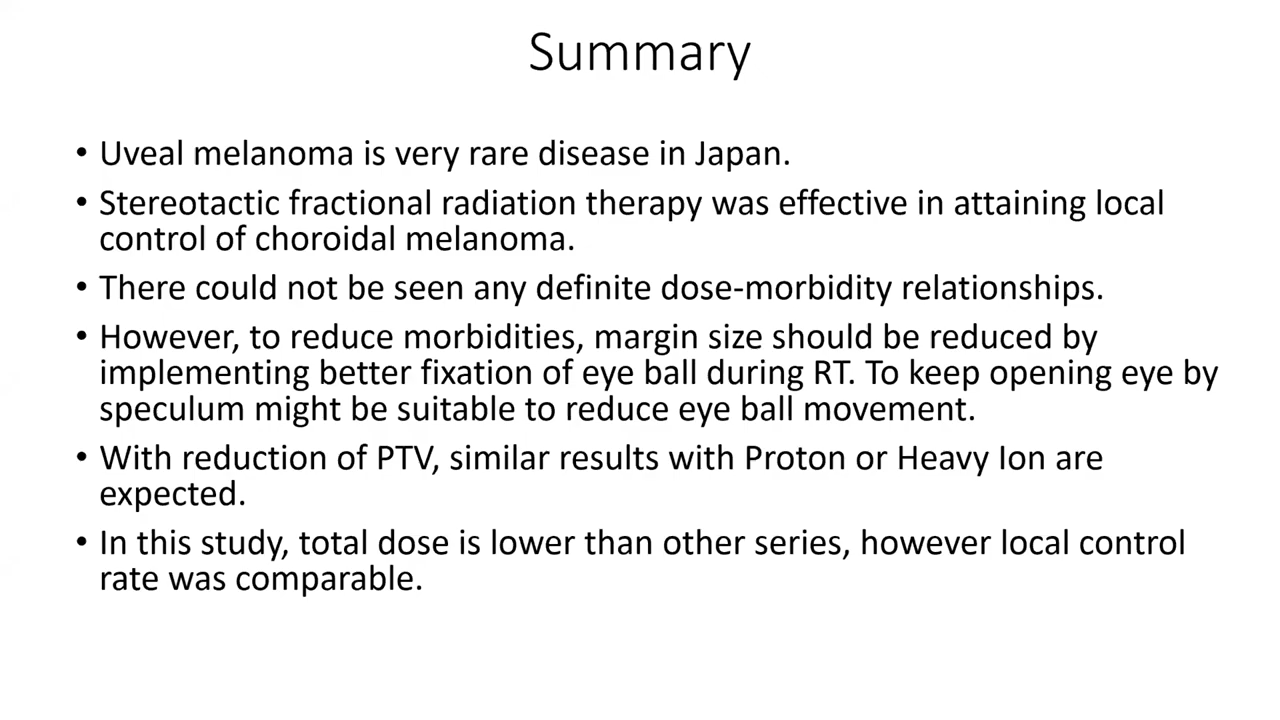 Summary
• Uveal melanoma is very rare disease in Japan.
• Stereotactic fractional radiation therapy was effective in attaining local
control of choroidal melanoma.
• There could not be seen any definite dose-morbidity relationships.
• However, to reduce morbidities, margin size should be reduced by
implementing better fixation of eye ball during RT. To keep opening eye by
speculum might be suitable to reduce eye ball movement.
• With reduction of PTV, similar results with Proton or Heavy Ion are
expected.
• In this study, total dose is lower than other series, however local control
rate was comparable.